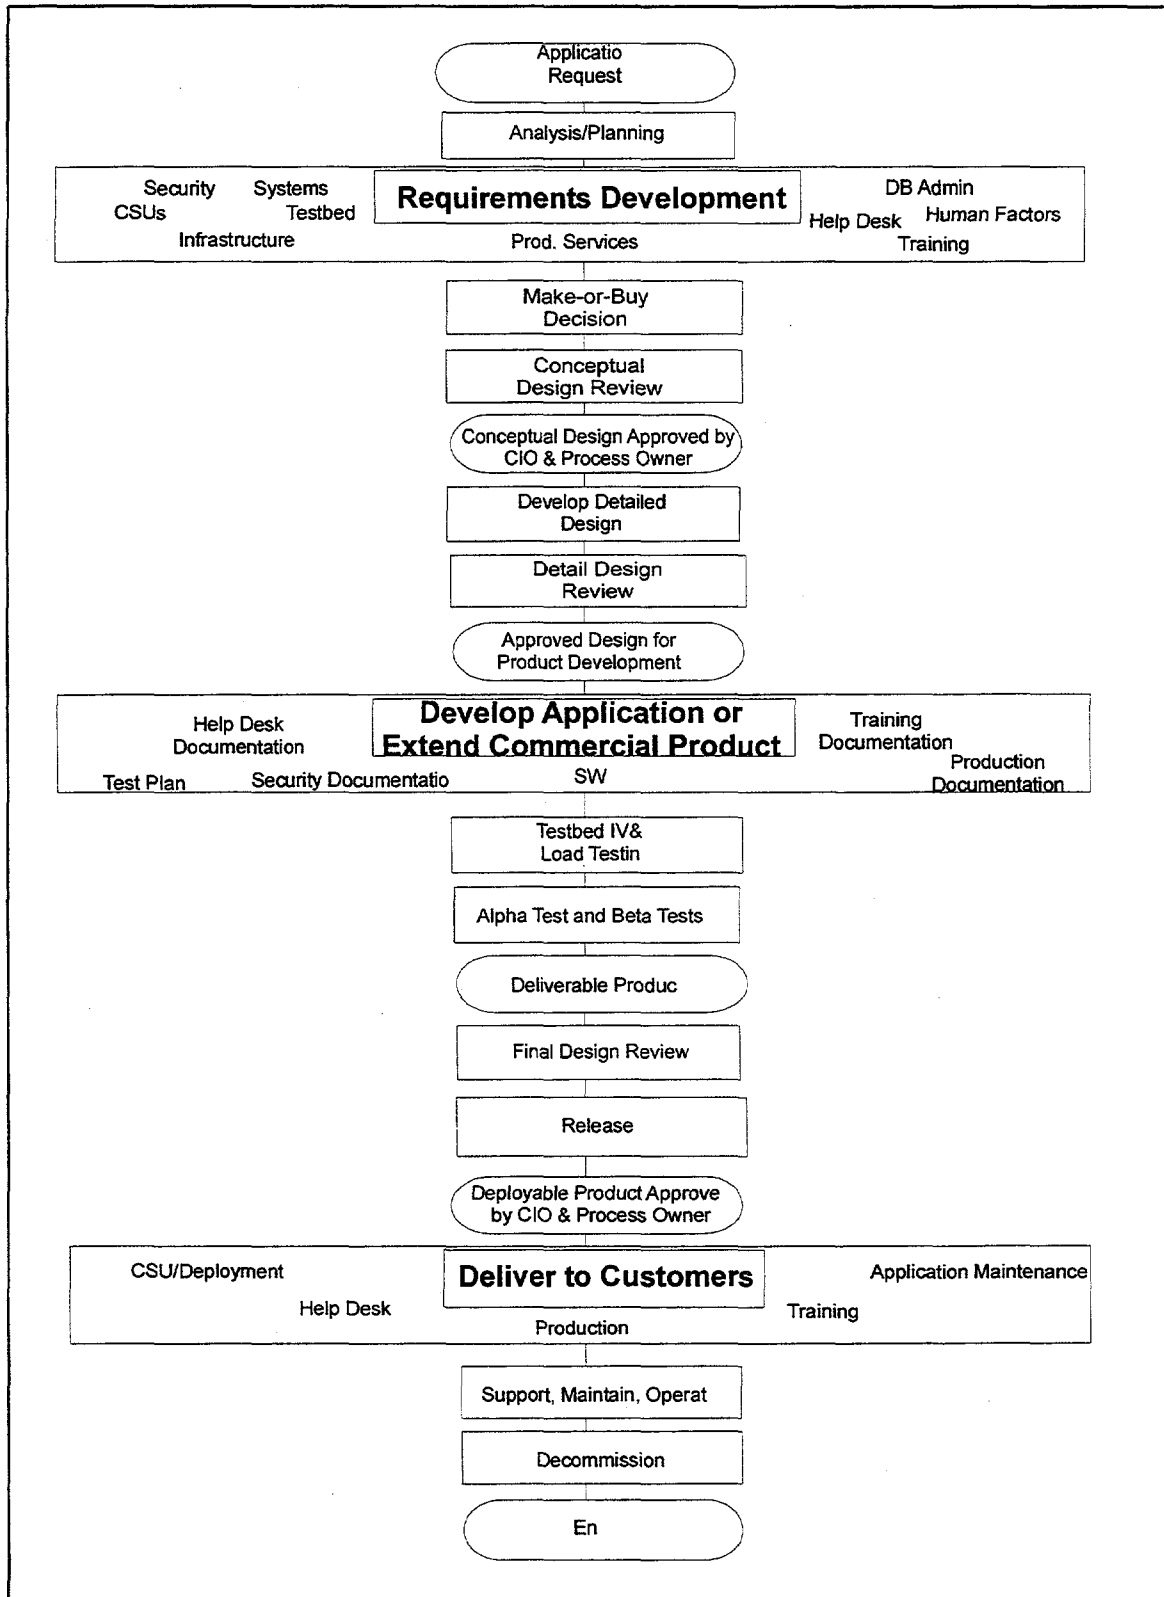 Applicatio
Request
Analysis/Planning
Requirements Development
Security
Systems
CSUs
Testbed
Infrastructure
Prod. Services
DB Admin
Help Desk
Human Factors
Training
Make-or-Buy
Decision
Conceptual
Design Review
Conceptual Design Approved by
CIO & Process Owner
Develop Detailed
Design
Detail Design
Review
Approved Design for
Product Development
Develop Application or
Extend Commercial Product
Help Desk
Documentation
Test Plan
Security Documentatio
SW
Training
Documentation
Production
Documentation
Testbed IV&
Load Testin
Alpha Test and Beta Tests
Deliverable Produc
Final Design Review
Release
Deployable Product Approve
by CIO & Process Owner
Deliver to Customers
CSU/Deployment
Help Desk
Production
Training
Application Maintenance
Support, Maintain, Operat
Decommission
En